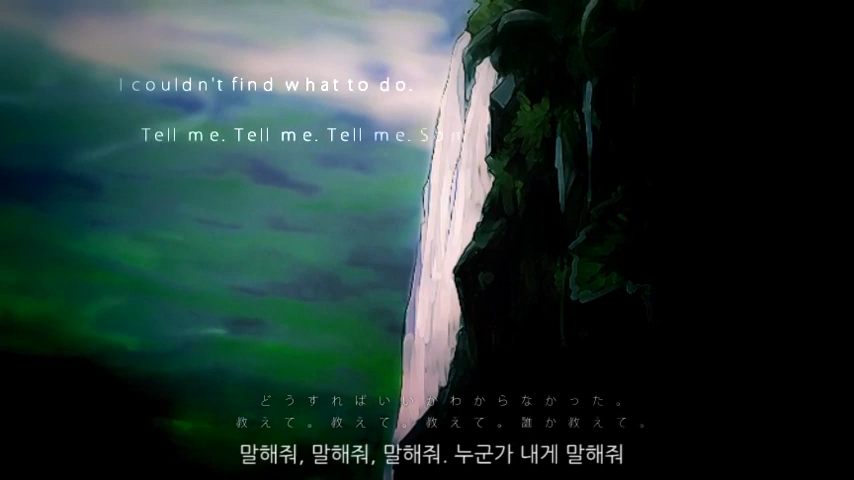 I couldn't find what to do.
Tell me. Tell me. Tell me. Som
どうすればいいかわからなかった。
教えて。教えて。教えて。誰か教えて。
말해줘, 말해줘, 말해줘. 누군가 내게 말해줘